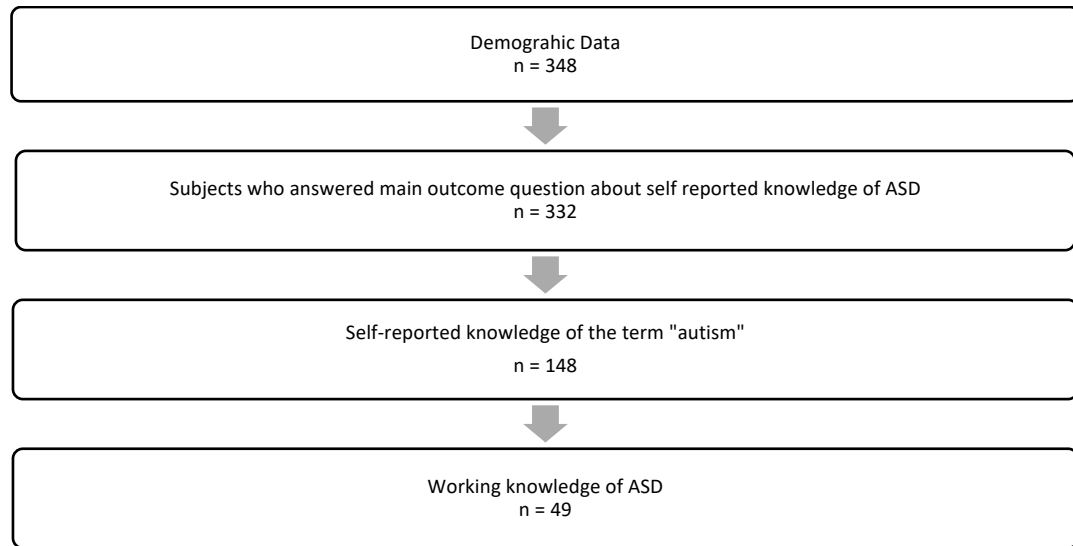 Demograhic Data
n = 348
Subjects who answered main outcome question about self reported knowledge of ASD
n = 332
Self-reported knowledge of the term "autism"
n = 148
Working knowledge of ASD
n = 49